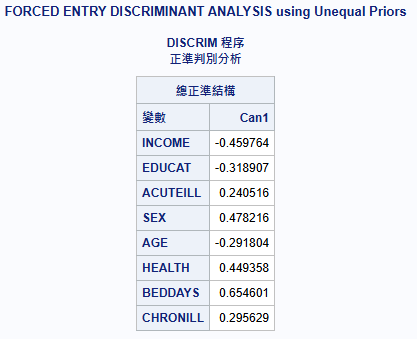 FORCED ENTRY DISCRIMINANT ANALYSIS using Unequal Priors
DISCRIM 程序
正準判別分析
總正準結構
變數 Can1
INCOME -0.459764
EDUCAT -0.318907
ACUTEILL 0.240516
SEX 0.478216
AGE -0.291804
HEALTH 0.449358
BEDDAYS 0.654601
CHRONILL 0.295629